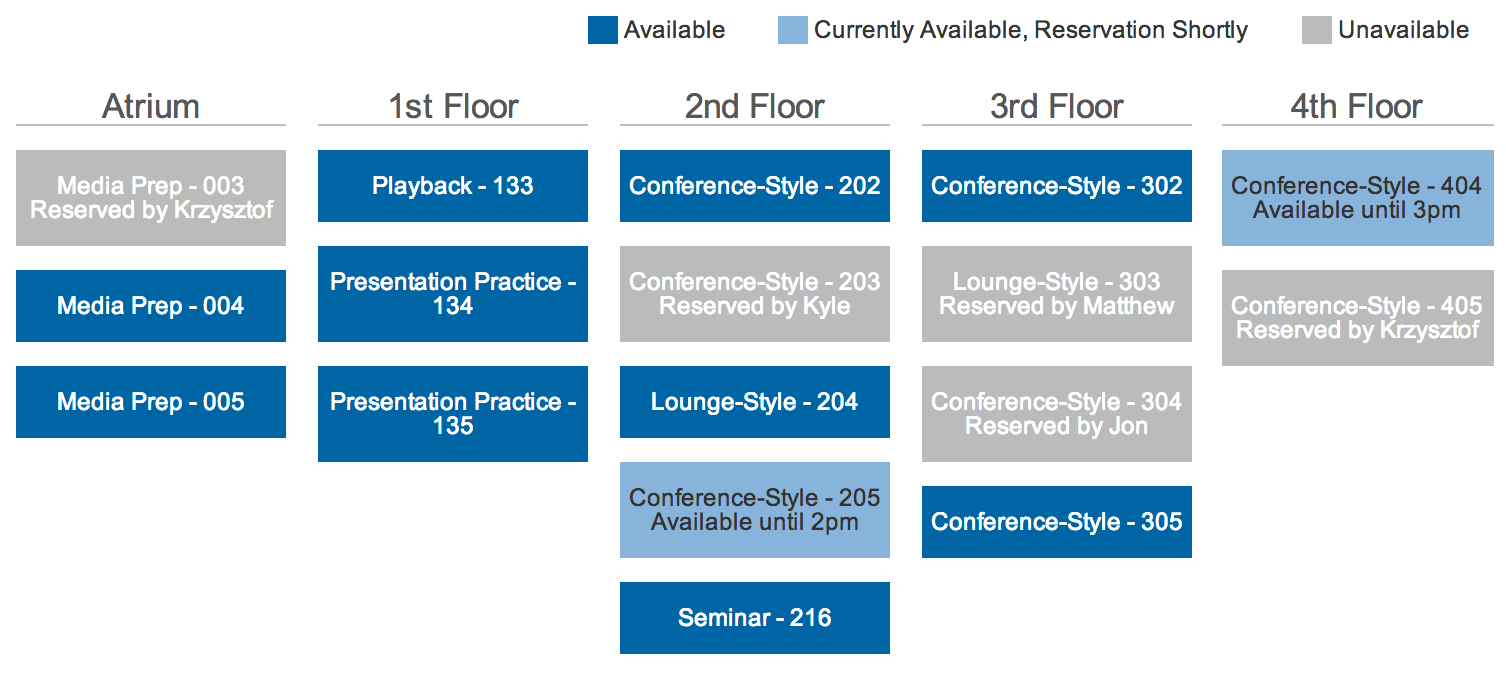 Available
Currently Available, Reservation Shortly
Unavailable
Atrium
Media Prep - 003
Reserved by Krzysztof
Media Prep - 004
Media Prep - 005
1st Floor
Playback - 133
Presentation Practice -
134
Presentation Practice -
135
2nd Floor
Conference-Style - 202
Conference-Style - 203
Reserved by Kyle
Lounge-Style - 204
Conference-Style - 205
Available until 2pm
Seminar - 216
3rd Floor
Conference-Style - 302
Lounge-Style - 303
Reserved by Matthew
Conference-Style - 304
Reserved by Jon
Conference-Style - 305
4th Floor
Conference-Style - 404
Available until 3pm
Conference-Style - 405
Reserved by Krzysztof